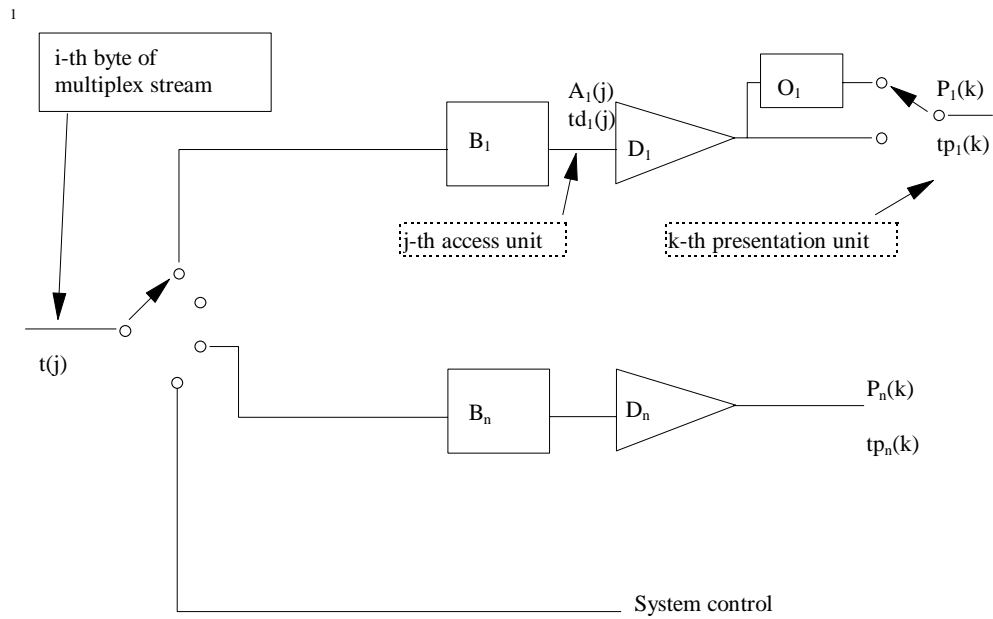 1
i-th byte of
multiplex stream
A₁(j)
td₁(j)
B₁
D₁
O₁
P₁(k)
tp₁(k)
j-th access unit
k-th presentation unit
t(j)
Bₙ
Dₙ
Pₙ(k)
tpₙ(k)
System control